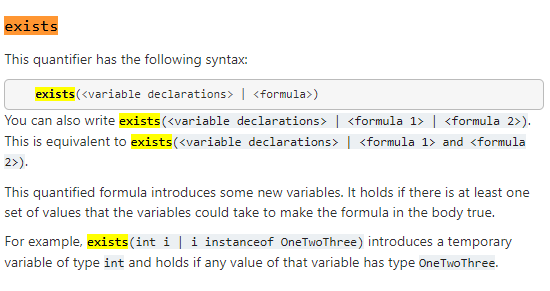 exists
This quantifier has the following syntax:
exists(<variable declarations> | <formula>)
You can also write exists(<variable declarations> | <formula 1> | <formula 2>).
This is equivalent to exists(<variable declarations> | <formula 1> and <formula
2>).
This quantified formula introduces some new variables. It holds if there is at least one
set of values that the variables could take to make the formula in the body true.
For example, exists(int i | i instanceof OneTwoThree) introduces a temporary
variable of type int and holds if any value of that variable has type OneTwoThree.